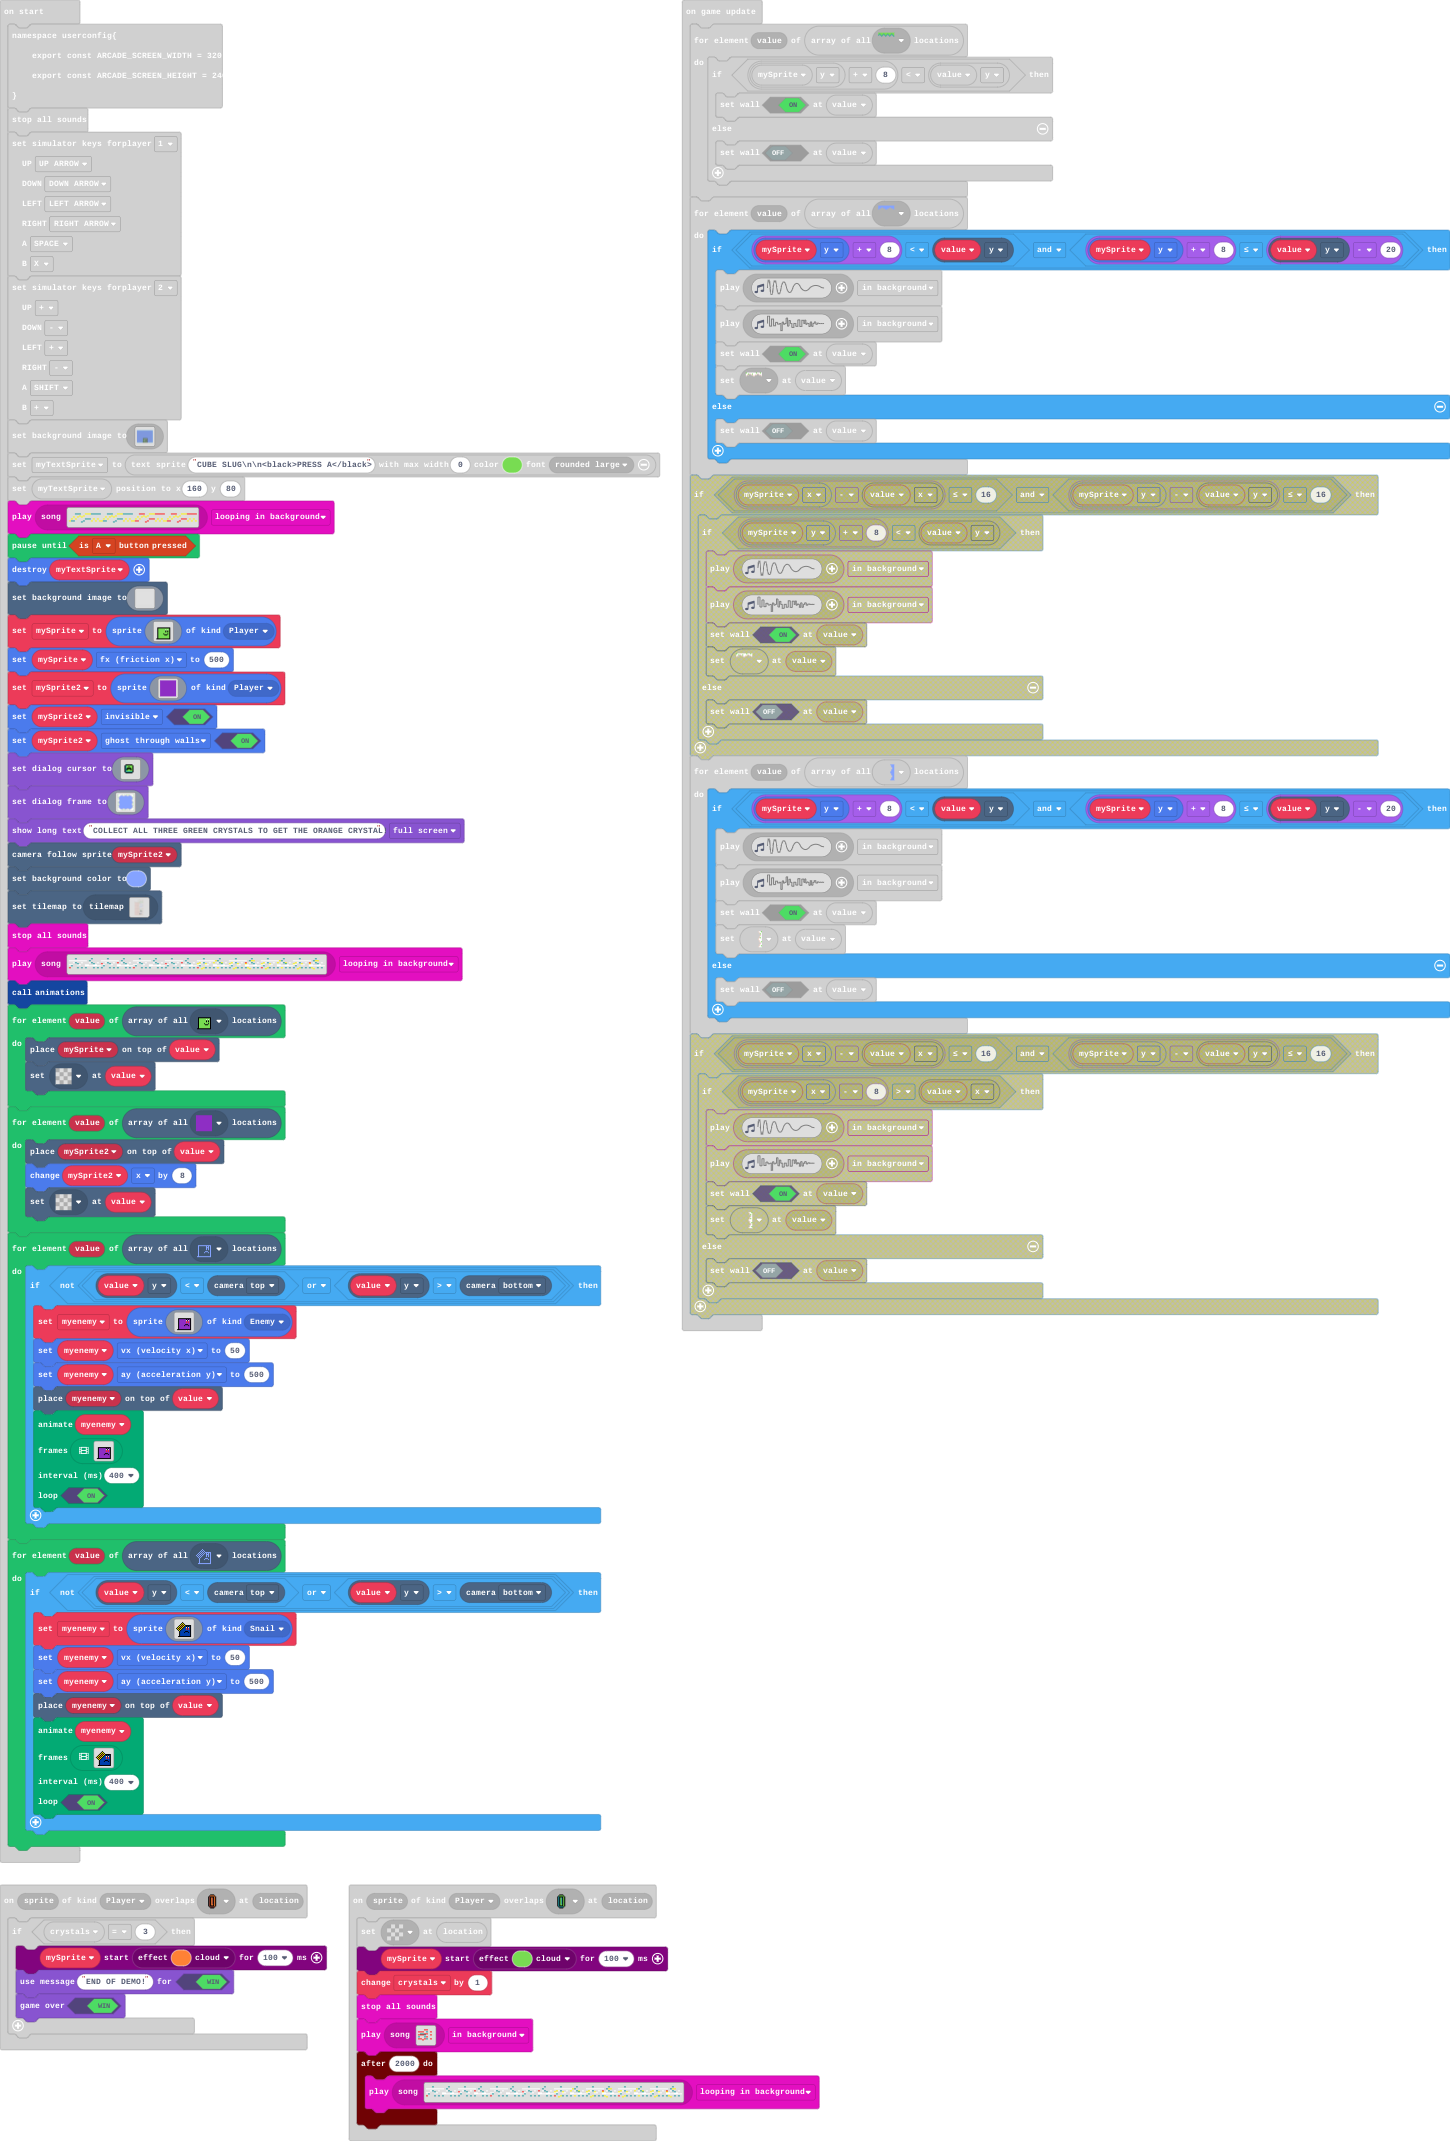 on start
namespace userconfig{
export const ARCADE_SCREEN_WIDTH = 320
export const ARCADE_SCREEN_HEIGHT = 24
}
stop all sounds
set simulator keys forplayer 1
UP UP ARROW
DOWN DOWN ARROW
LEFT LEFT ARROW
RIGHT RIGHT ARROW
A SPACE
B X
set simulator keys forplayer 2
UP +
DOWN -
LEFT +
RIGHT -
A SHIFT
B +
set background image to
set myTextSprite to text sprite "CUBE SLUG\n\n<black>PRESS A</black>" with max width 0 color font rounded large
set myTextSprite position to x 160 y 80
play song looping in background
pause until is A button pressed
destroy myTextSprite
set background image to
set mySprite to sprite of kind Player
set mySprite fx (friction x) to 500
set mySprite2 to sprite of kind Player
set mySprite2 invisible ON
set mySprite2 ghost through walls ON
set dialog cursor to
set dialog frame to
show long text "COLLECT ALL THREE GREEN CRYSTALS TO GET THE ORANGE CRYSTAL full screen
camera follow sprite mySprite2
set background color to
set tilemap to tilemap
stop all sounds
play song looping in background
call animations
for element value of array of all locations
do
place mySprite on top of value
set at value
for element value of array of all locations
do
place mySprite2 on top of value
change mySprite2 x by 8
set at value
for element value of array of all locations
do
if not value y < camera top or value y > camera bottom then
set myenemy to sprite of kind Enemy
set myenemy vx (velocity x) to 50
set myenemy ay (acceleration y) to 500
place myenemy on top of value
animate myenemy
frames
interval (ms) 400
loop ON
for element value of array of all locations
do
if not value y < camera top or value y > camera bottom then
set myenemy to sprite of kind Snail
set myenemy vx (velocity x) to 50
set myenemy ay (acceleration y) to 500
place myenemy on top of value
animate myenemy
frames
interval (ms) 400
loop ON
on sprite of kind Player overlaps at location
if crystals = 3 then
mySprite start effect cloud for 100 ms
use message "END OF DEMO!" for WIN
game over WIN
on sprite of kind Player overlaps at location
set at location
mySprite start effect cloud for 100 ms
change crystals by 1
stop all sounds
play song in background
after 2000 do
play song looping in background
on game update
for element value of array of all locations
do
if mySprite y + 8 < value y then
set wall ON at value
else
set wall OFF at value
for element value of array of all locations
do
if mySprite y + 8 < value y and mySprite y + 8 ≤ value y - 20 then
play in background
play in background
set wall ON at value
set at value
else
set wall OFF at value
if mySprite x - value x ≤ 16 and mySprite y - value y ≤ 16 then
if mySprite y + 8 < value y then
play in background
play in background
set wall ON at value
set at value
else
set wall OFF at value
for element value of array of all locations
do
if mySprite y + 8 < value y and mySprite y + 8 ≤ value y - 20 then
play in background
play in background
set wall ON at value
set at value
else
set wall OFF at value
if mySprite x - value x ≤ 16 and mySprite y - value y ≤ 16 then
if mySprite x - 8 > value x then
play in background
play in background
set wall ON at value
set at value
else
set wall OFF at value